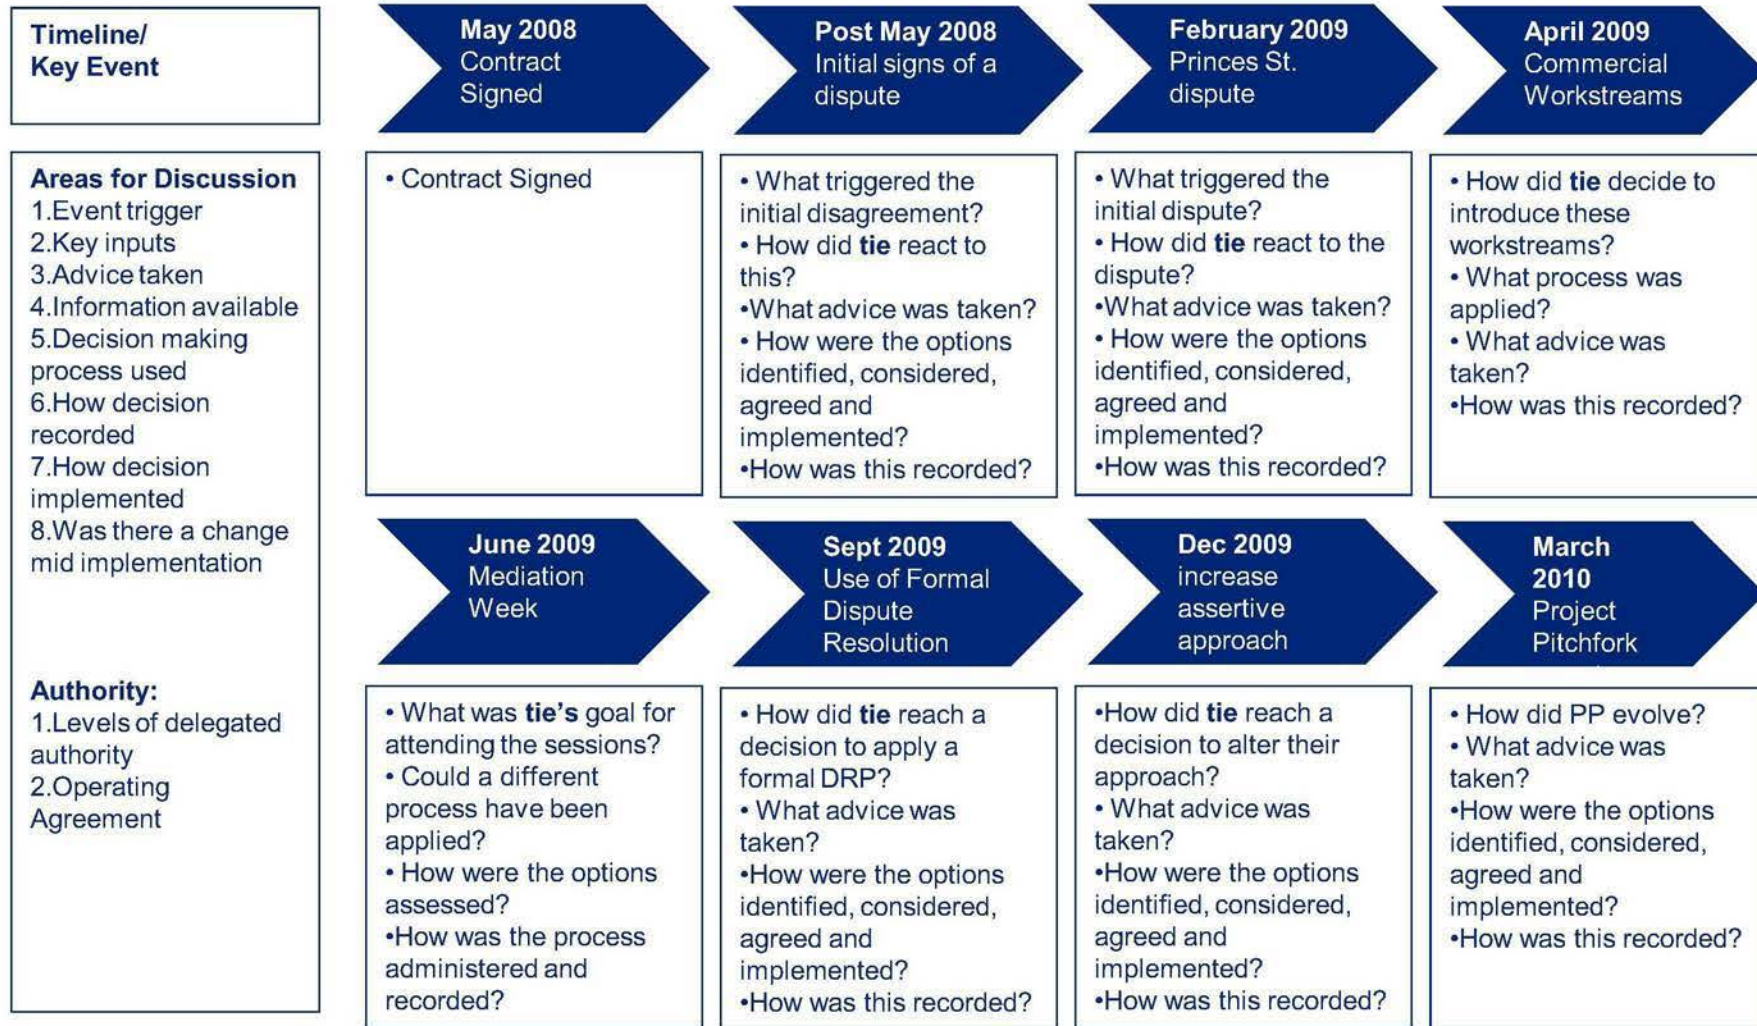 Timeline/
Key Event
May 2008
Contract
Signed
Post May 2008
Initial signs of a
dispute
February 2009
Princes St.
dispute
April 2009
Commercial
Workstreams
Areas for Discussion
1.Event trigger
2.Key inputs
3.Advice taken
4.Information available
5.Decision making
process used
6.How decision
recorded
7.How decision
implemented
8.Was there a change
mid implementation
Authority:
1.Levels of delegated
authority
2.Operating
Agreement
• Contract Signed
• What triggered the
initial disagreement?
• How did tie react to
this?
•What advice was taken?
• How were the options
identified, considered,
agreed and
implemented?
•How was this recorded?
• What triggered the
initial dispute?
• How did tie react to the
dispute?
•What advice was taken?
• How were the options
identified, considered,
agreed and
implemented?
•How was this recorded?
• How did tie decide to
introduce these
workstreams?
• What process was
applied?
• What advice was
taken?
•How was this recorded?
June 2009
Mediation
Week
Sept 2009
Use of Formal
Dispute
Resolution
Dec 2009
increase
assertive
approach
March
2010
Project
Pitchfork
• What was tie's goal for
attending the sessions?
• Could a different
process have been
applied?
• How were the options
assessed?
•How was the process
administered and
recorded?
• How did tie reach a
decision to apply a
formal DRP?
• What advice was
taken?
•How were the options
identified, considered,
agreed and
implemented?
•How was this recorded?
•How did tie reach a
decision to alter their
approach?
• What advice was
taken?
•How were the options
identified, considered,
agreed and
implemented?
•How was this recorded?
• How did PP evolve?
• What advice was
taken?
•How were the options
identified, considered,
agreed and
implemented?
•How was this recorded?